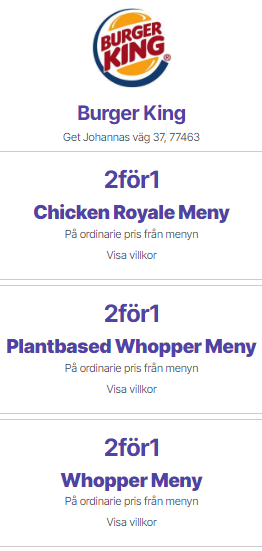 BURGER
KING
Burger King
Get Johannas väg 37, 77463
2för1
Chicken Royale Meny
På ordinarie pris från menyn
Visa villkor
2för1
Plantbased Whopper Meny
På ordinarie pris från menyn
Visa villkor
2för1
Whopper Meny
På ordinarie pris från menyn
Visa villkor